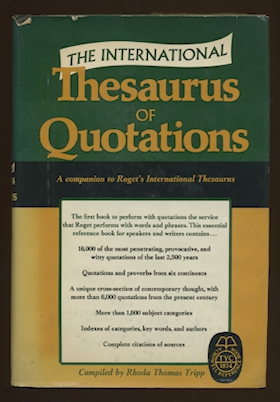 THE INTERNATIONAL
Thesaurus
OF
Quotations
A companion to Roget's International Thesaurus
The first book to perform with quotations the service
that Roget performs with words and phrases. This essential
reference book for speakers and writers contains...
16,000 of the most penetrating, provocative, and
witty quotations of the last 2,500 years
Quotations and proverbs from six continents
A unique cross-section of contemporary thought, with
more than 6,000 quotations from the present century
More than 1,000 subject categories
Indexes of categories, key words, and authors
Complete citations of sources
Compiled by Rhoda Thomas Tripp
TYC
1834